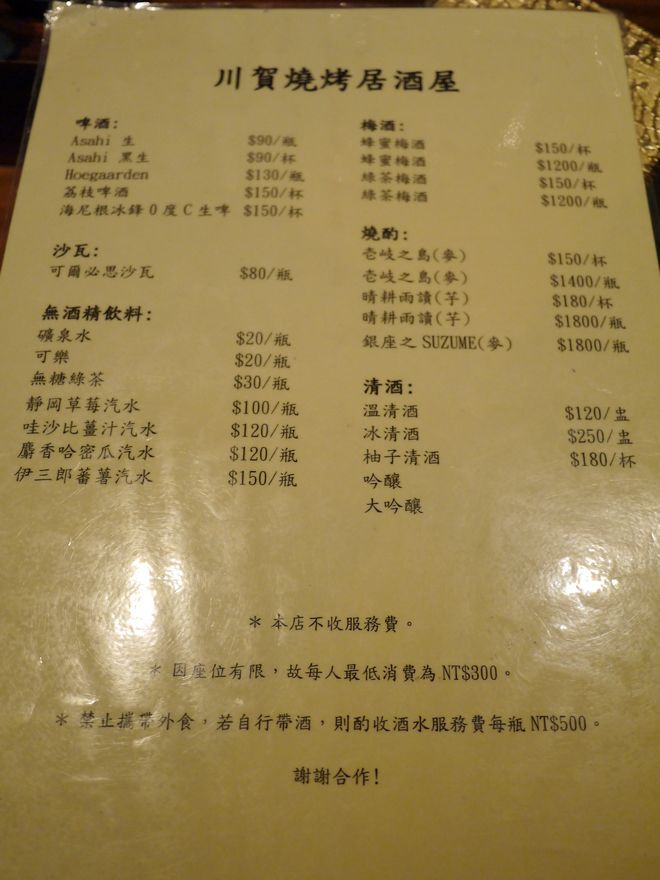 川賀燒烤居酒屋
啤酒:
Asahi 生 $90/瓶
Asahi 黑生 $90/杯
Hoegaarden $130/瓶
荔枝啤酒 $150/杯
海尼根冰鋒 0 度 C 生啤 $150/杯
沙瓦:
可爾必思沙瓦 $80/瓶
無酒精飲料:
礦泉水 $20/瓶
可樂 $20/瓶
無糖綠茶 $30/瓶
靜岡草莓汽水 $100/瓶
哇沙比薑汁汽水 $120/瓶
麝香哈密瓜汽水 $120/瓶
伊三郎蕃薯汽水 $150/瓶
梅酒:
蜂蜜梅酒 $150/杯
蜂蜜梅酒 $1200/瓶
綠茶梅酒 $150/杯
綠茶梅酒 $1200/瓶
燒酌:
壱岐之島(麥) $150/杯
壱岐之島(麥) $1400/瓶
晴耕雨讀(芋) $180/杯
晴耕雨讀(芋) $1800/瓶
銀座之 SUZUME(麥) $1800/瓶
清酒:
溫清酒 $120/盅
冰清酒 $250/盅
柚子清酒 $180/杯
吟釀
大吟釀
* 本店不收服務費。
* 因座位有限,故每人最低消費為 NT$300。
* 禁止攜帶外食,若自行帶酒,則酌收酒水服務費每瓶 NT$500。
謝謝合作!